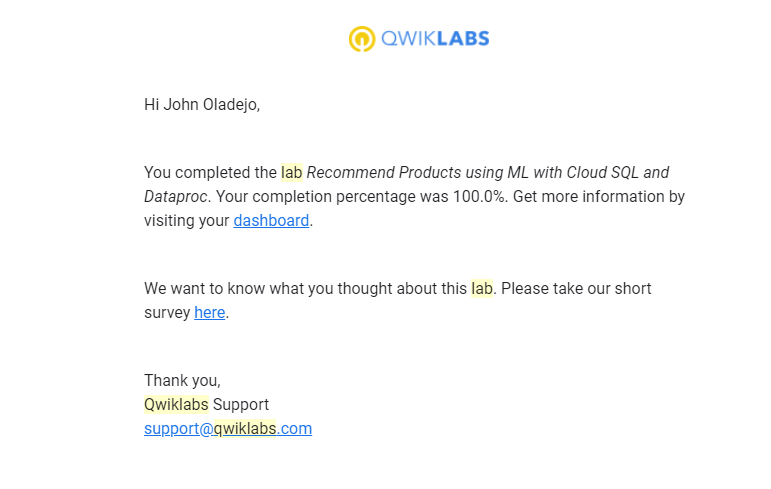 QWIKLABS
Hi John Oladejo,
You completed the lab Recommend Products using ML with Cloud SQL and
Dataproc. Your completion percentage was 100.0%. Get more information by
visiting your dashboard.
We want to know what you thought about this lab. Please take our short
survey here.
Thank you,
Qwiklabs Support
support@qwiklabs.com